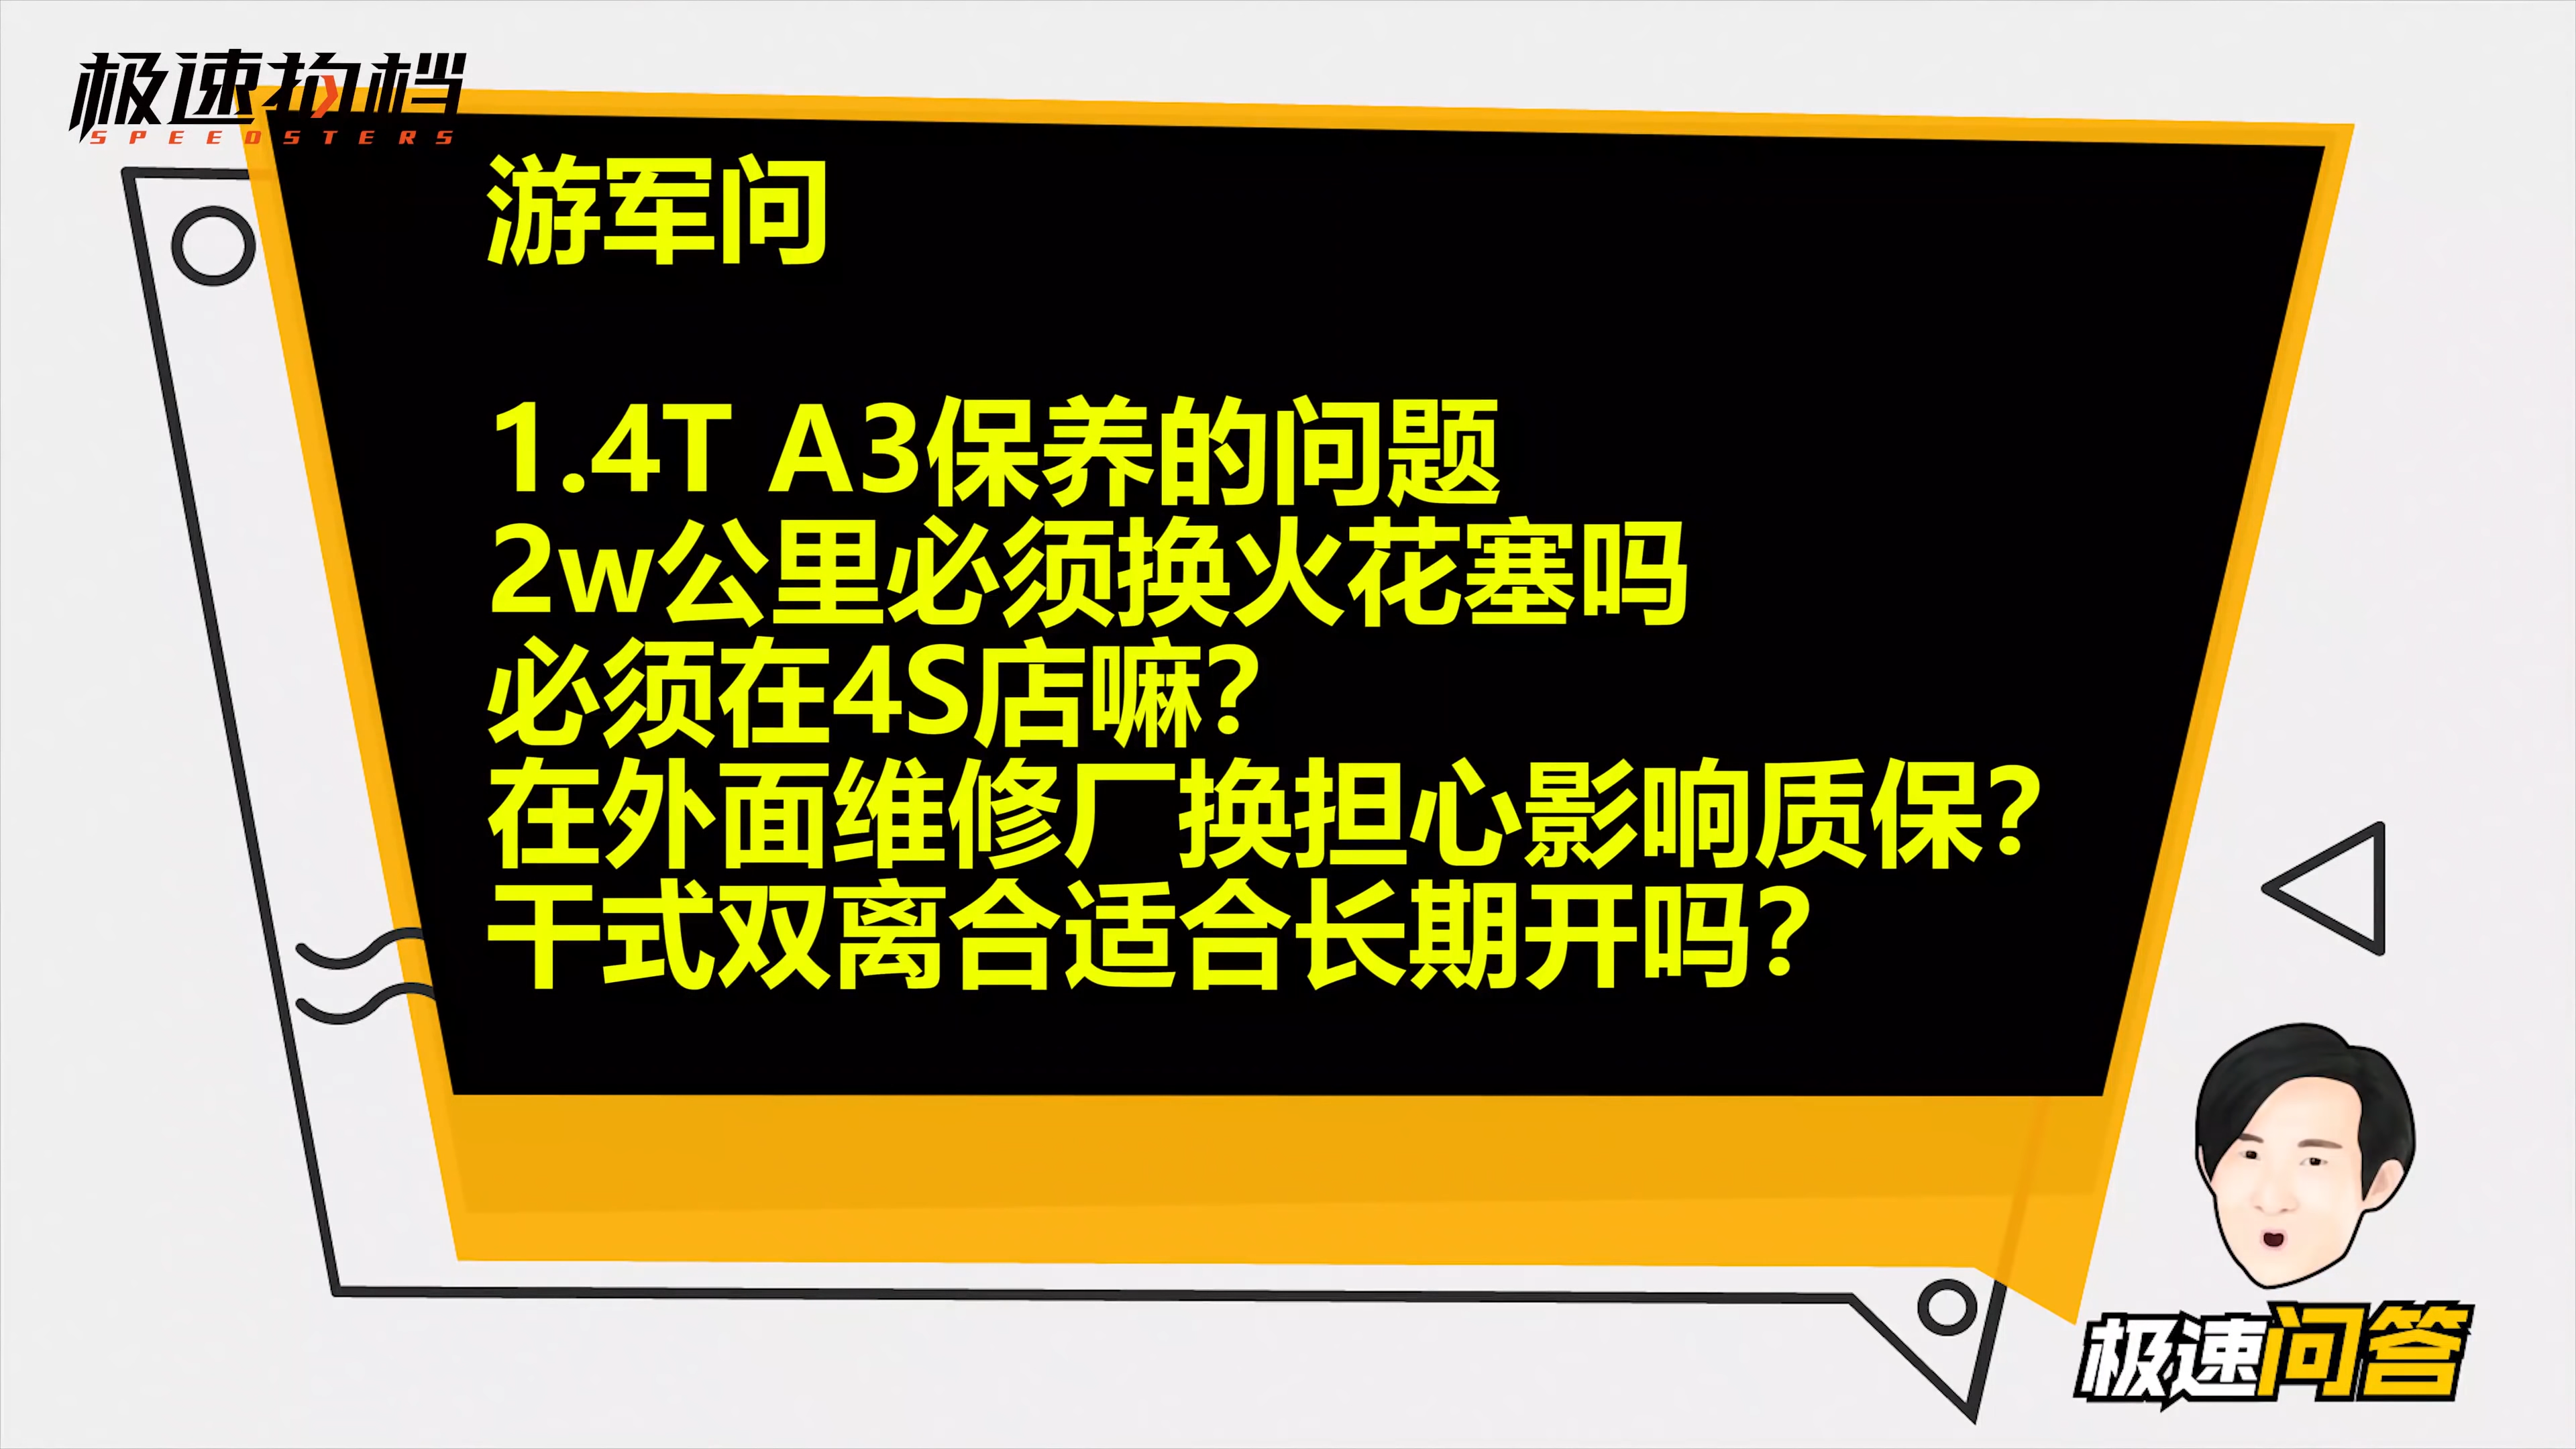 极速拘档
SPEEDSTERS
游军问
1.4T A3保养的问题
2w公里必须换火花塞吗
必须在4S店嘛?
在外面维修厂换担心影响质保?
干式双离合适合长期开吗?
极速问答